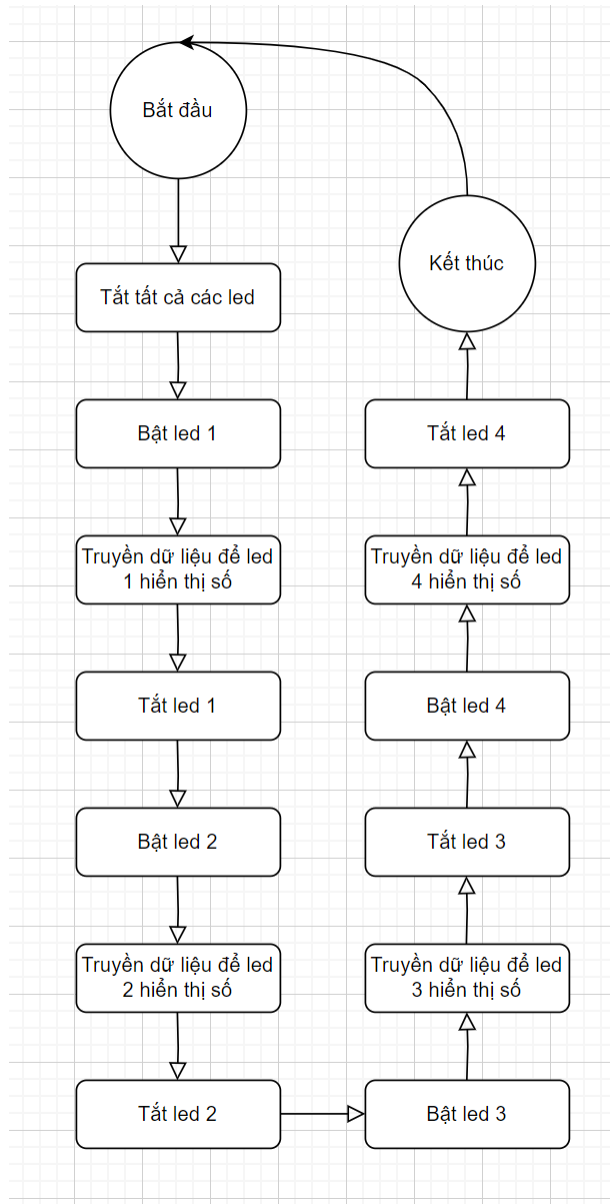 Bắt đầu
Tắt tất cả các led
Bật led 1
Truyền dữ liệu để led
1 hiển thị số
Tắt led 1
Bật led 2
Truyền dữ liệu để led
2 hiển thị số
Tắt led 2
Bật led 3
Truyền dữ liệu để led
3 hiển thị số
Tắt led 3
Bật led 4
Truyền dữ liệu để led
4 hiển thị số
Tắt led 4
Kết thúc